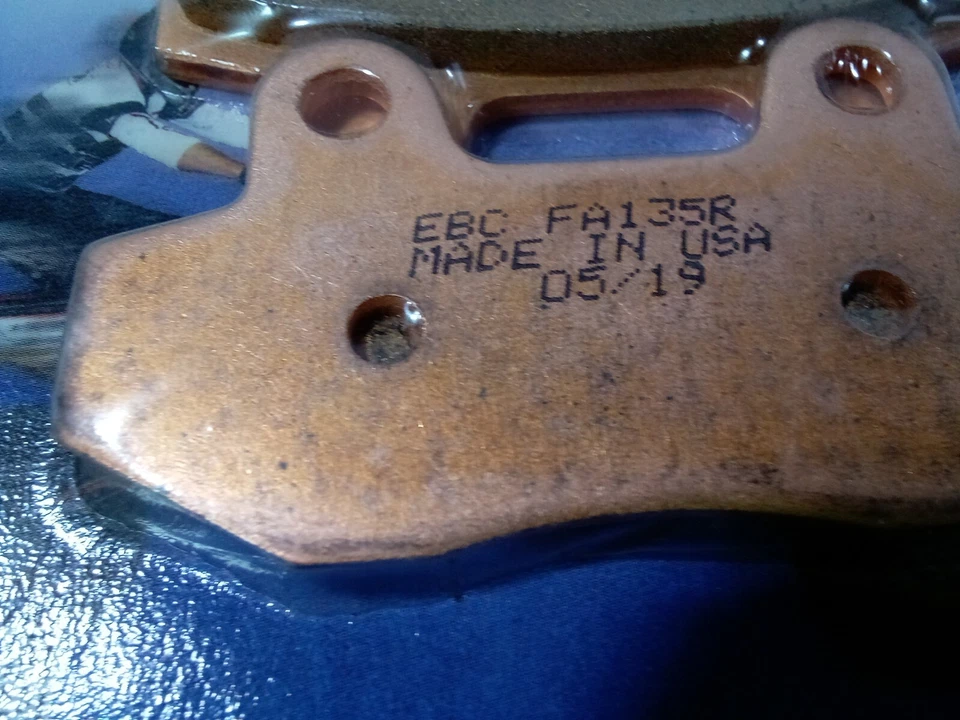 EBC FA135R
MADE IN USA
05/19